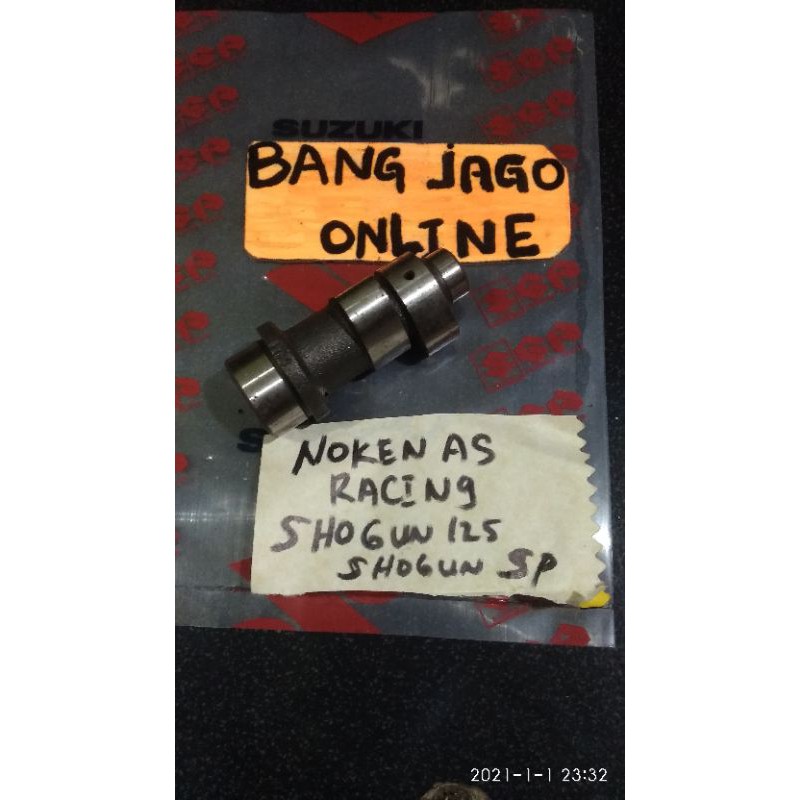 SUZUKI
BANG JAGO
ONLINE
NOKEN AS
RACING
SHOGUN 125
SHOGUN SP
2021-1-1 23:32